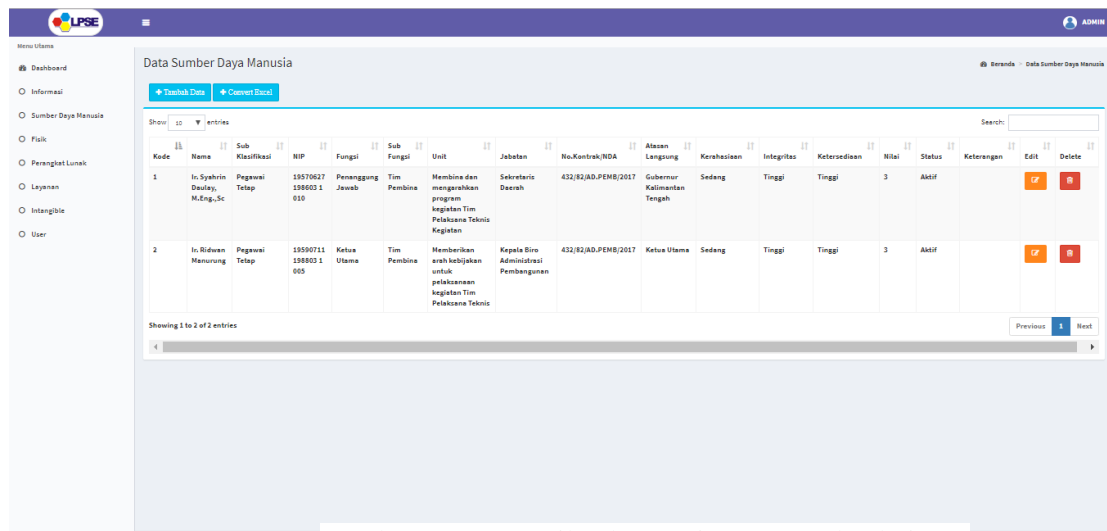 LPSE
ADMIN
Menu Utama
Dashboard
Informasi
Sumber Daya Manusia
Fisik
Perangkat Lunak
Layanan
Intangible
User
Data Sumber Daya Manusia
Beranda > Data Sumber Daya Manusia
Tambah Data Convert Excel
Show 10 entries Search:
Kode Nama Sub Klasifikasi NIP Fungsi Sub Fungsi Unit Jabatan No.Kontrak/NDA Atasan Langsung Kerahasiaan Integritas Ketersediaan Nilai Status Keterangan Edit Delete
1 Ir. Syahrin Pegawai 19570627 Penanggung Tim Membina dan Sekretaris 432/82/AD.PEMB/2017 Gubernur Sedang Tinggi Tinggi 3 Aktif
Daulay, Tetap 198603 1 Jawab Pembina mengarahkan Daerah Kalimantan
M.Eng.,Sc 010 program Tengah
kegiatan Tim
Pelaksana Teknis
Kegiatan
2 Ir. Ridwan Pegawai 19590711 Ketua Tim Memberikan Kepala Biro 432/82/AD.PEMB/2017 Ketua Utama Sedang Tinggi Tinggi 3 Aktif
Manurung Tetap 198803 1 Utama Pembina arah kebijakan Administrasi
005 untuk Pembangunan
pelaksanaan
kegiatan Tim
Pelaksana Teknis
Showing 1 to 2 of 2 entries
Previous 1 Next